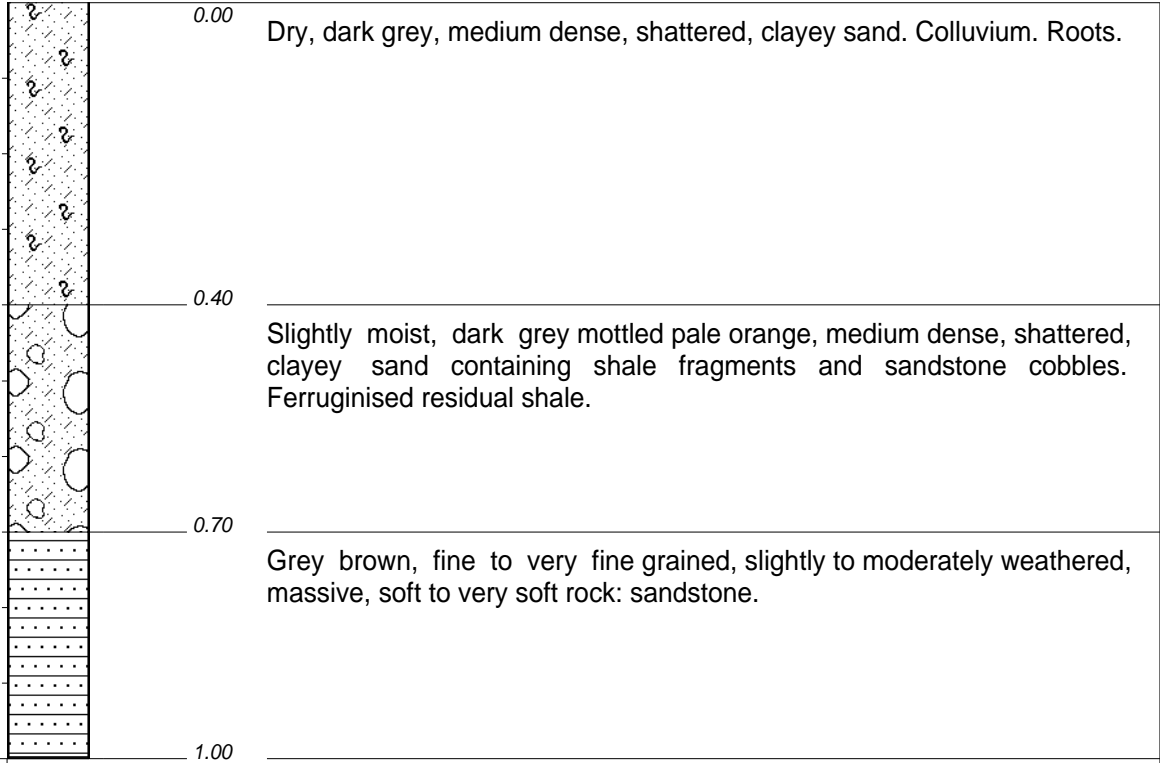 0.00
Dry, dark grey, medium dense, shattered, clayey sand. Colluvium. Roots.
0.40
Slightly moist, dark grey mottled pale orange, medium dense, shattered,
clayey sand containing shale fragments and sandstone cobbles.
Ferruginised residual shale.
0.70
Grey brown, fine to very fine grained, slightly to moderately weathered,
massive, soft to very soft rock: sandstone.
1.00